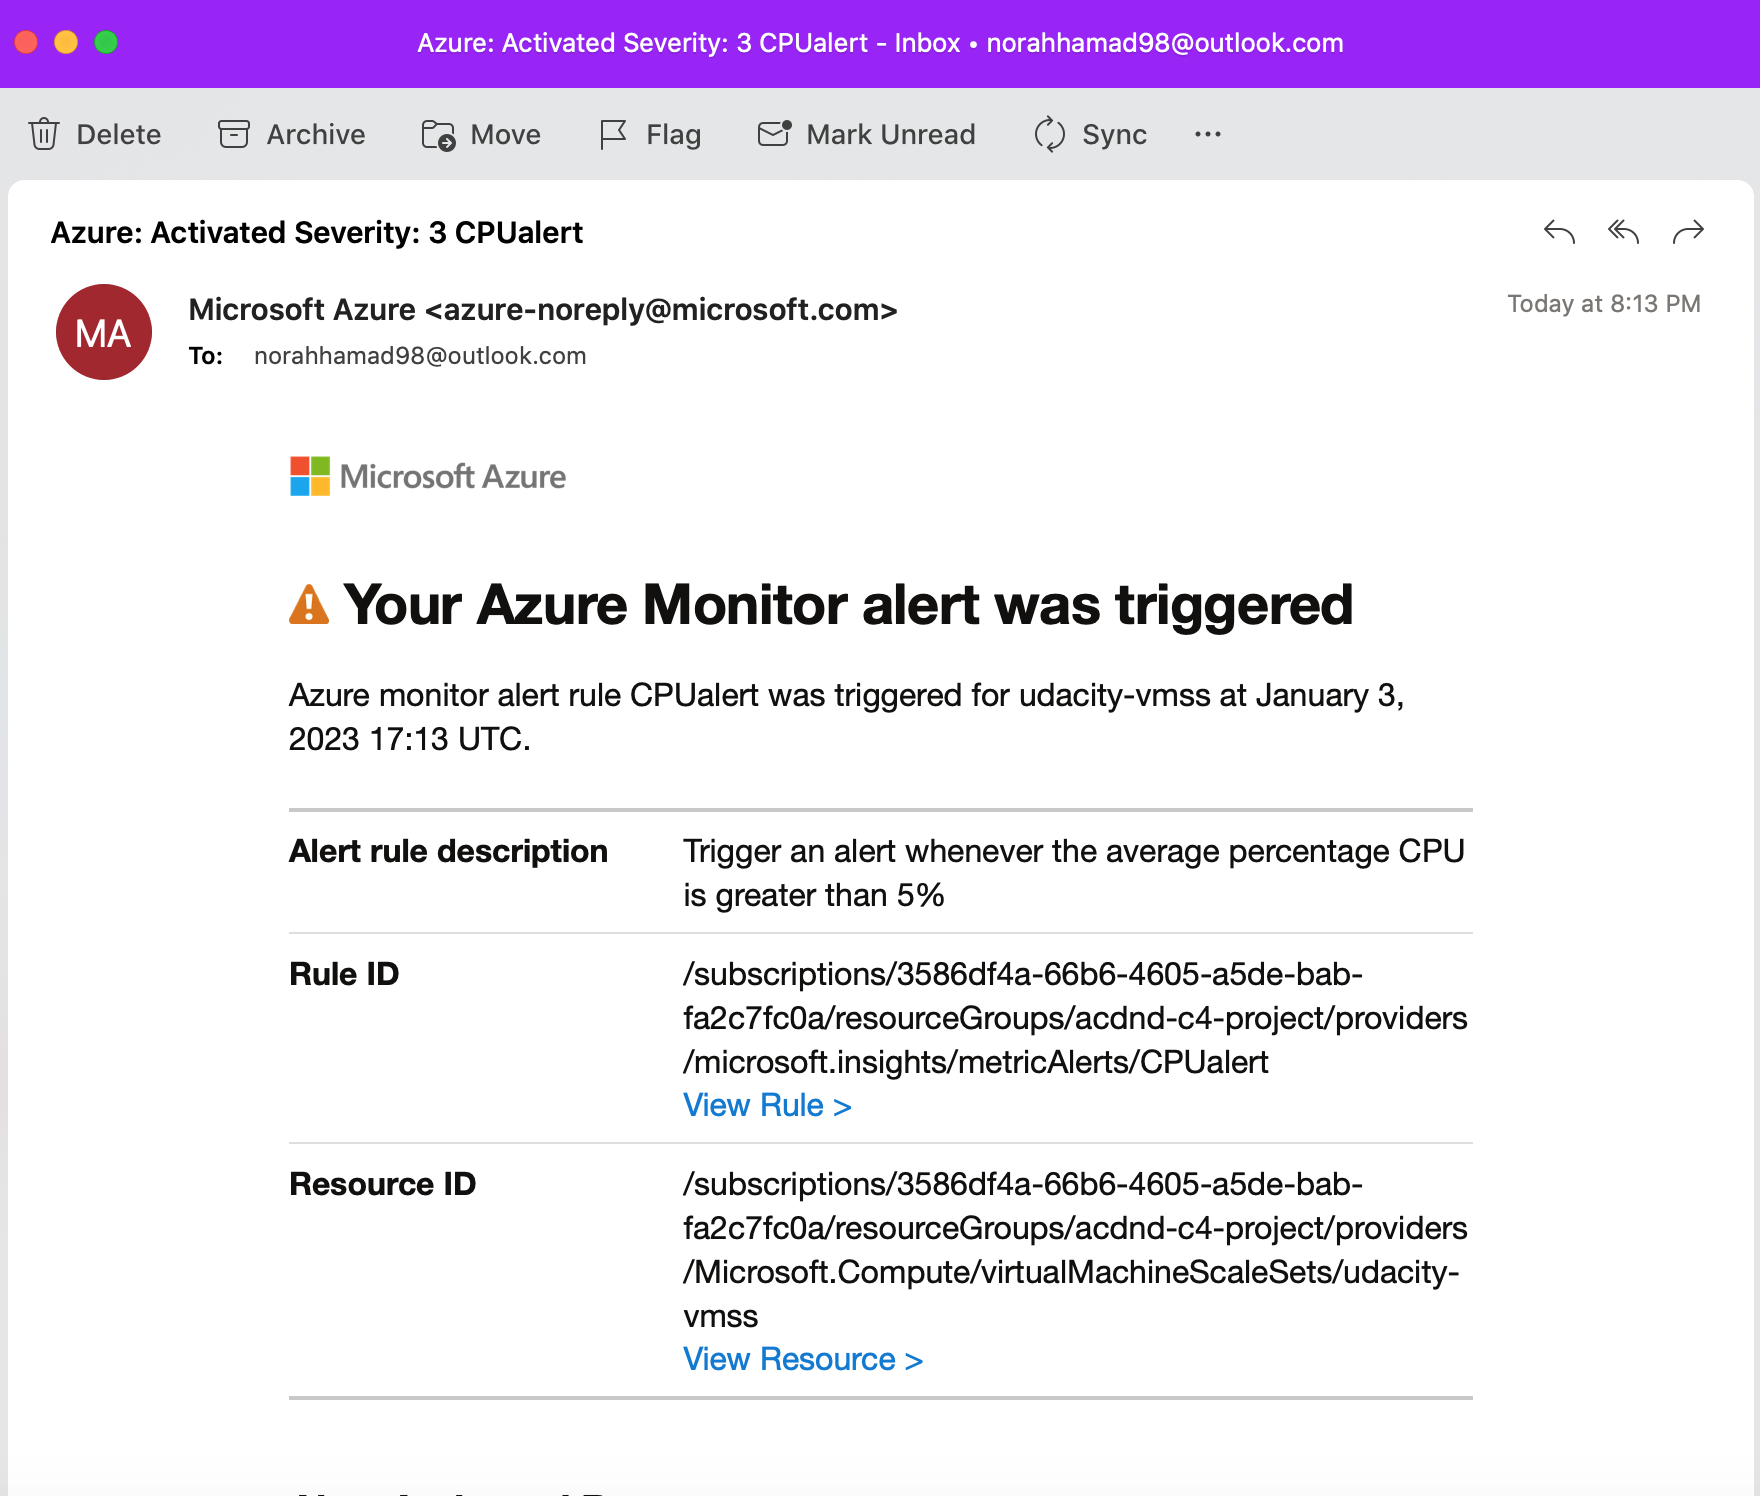 Azure: Activated Severity: 3 CPUalert - Inbox • norahhamad98@outlook.com
Delete Archive Move Flag Mark Unread Sync ...
Azure: Activated Severity: 3 CPUalert
MA
Microsoft Azure <azure-noreply@microsoft.com>
Today at 8:13 PM
To: norahhamad98@outlook.com
Microsoft Azure
Your Azure Monitor alert was triggered
Azure monitor alert rule CPUalert was triggered for udacity-vmss at January 3,
2023 17:13 UTC.
Alert rule description Trigger an alert whenever the average percentage CPU
is greater than 5%
Rule ID /subscriptions/3586df4a-66b6-4605-a5de-bab-
fa2c7fc0a/resourceGroups/acdnd-c4-project/providers
/microsoft.insights/metricAlerts/CPUalert
View Rule >
Resource ID /subscriptions/3586df4a-66b6-4605-a5de-bab-
fa2c7fc0a/resourceGroups/acdnd-c4-project/providers
/Microsoft.Compute/virtualMachineScaleSets/udacity-
vmss
View Resource >